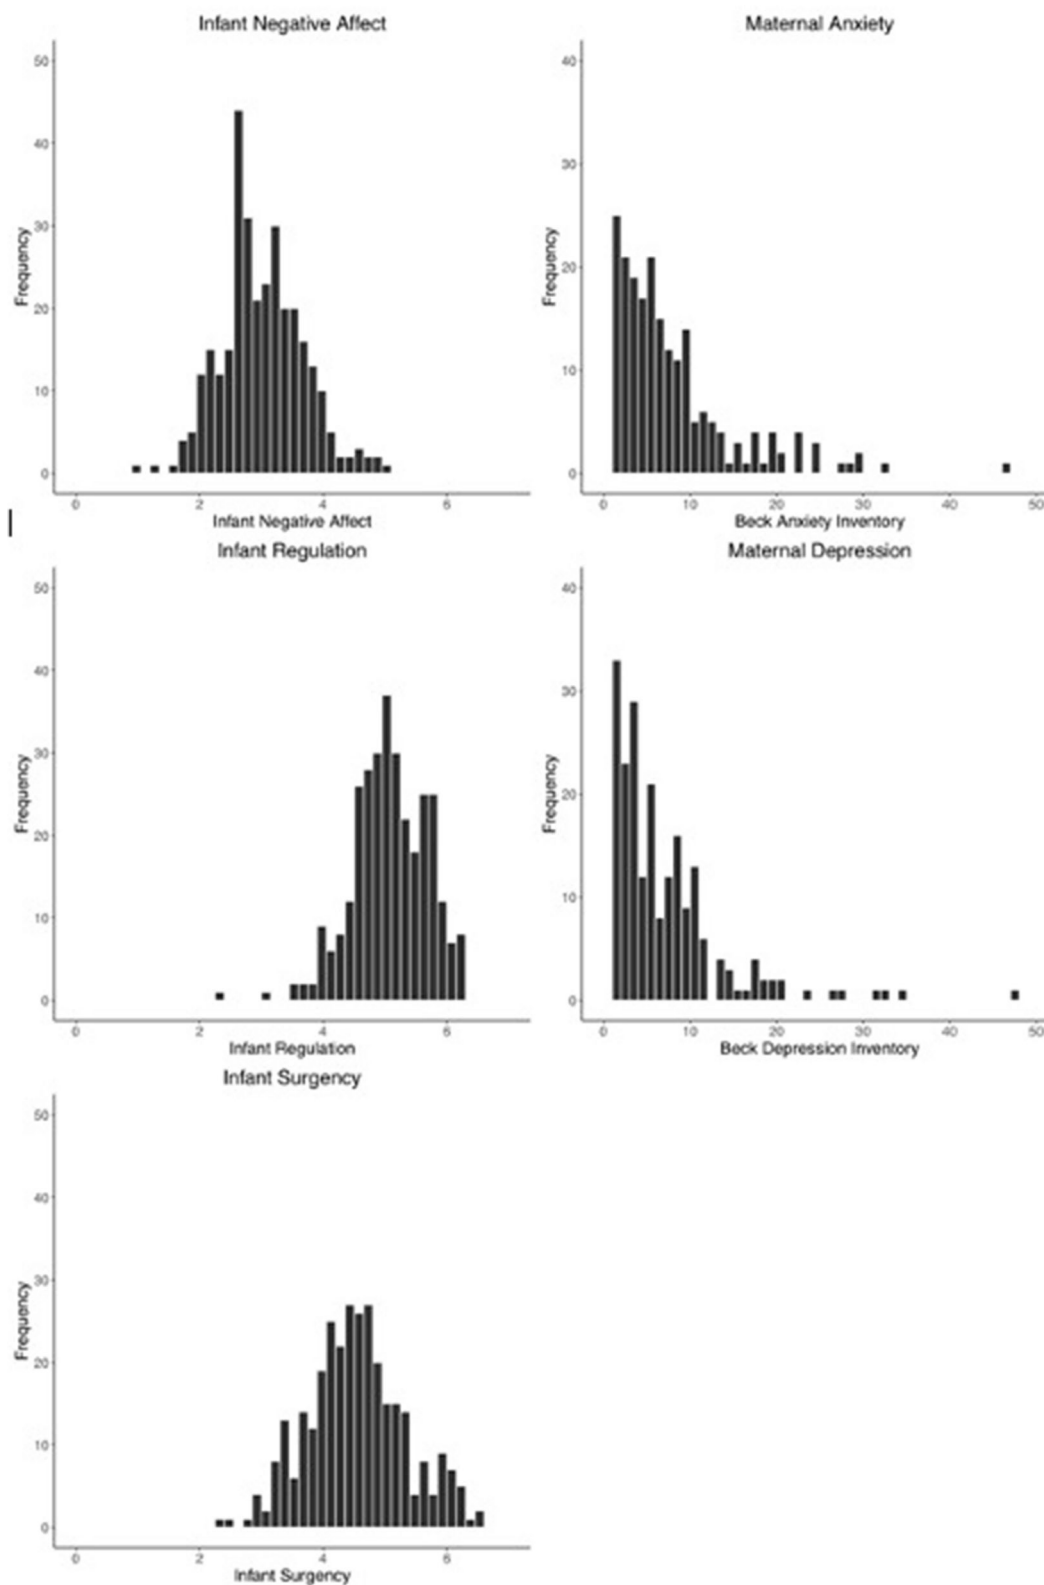 Infant Negative Affect
Frequency
50
40
30
20
10
0
0 2 4 6
Infant Negative Affect
Maternal Anxiety
Frequency
40
30
20
10
0
0 10 20 30 40 50
Beck Anxiety Inventory
Infant Regulation
Frequency
50
40
30
20
10
0
0 2 4 6
Infant Regulation
Maternal Depression
Frequency
40
30
20
10
0
0 10 20 30 40 50
Beck Depression Inventory
Infant Surgency
Frequency
50
40
30
20
10
0
0 2 4 6
Infant Surgency